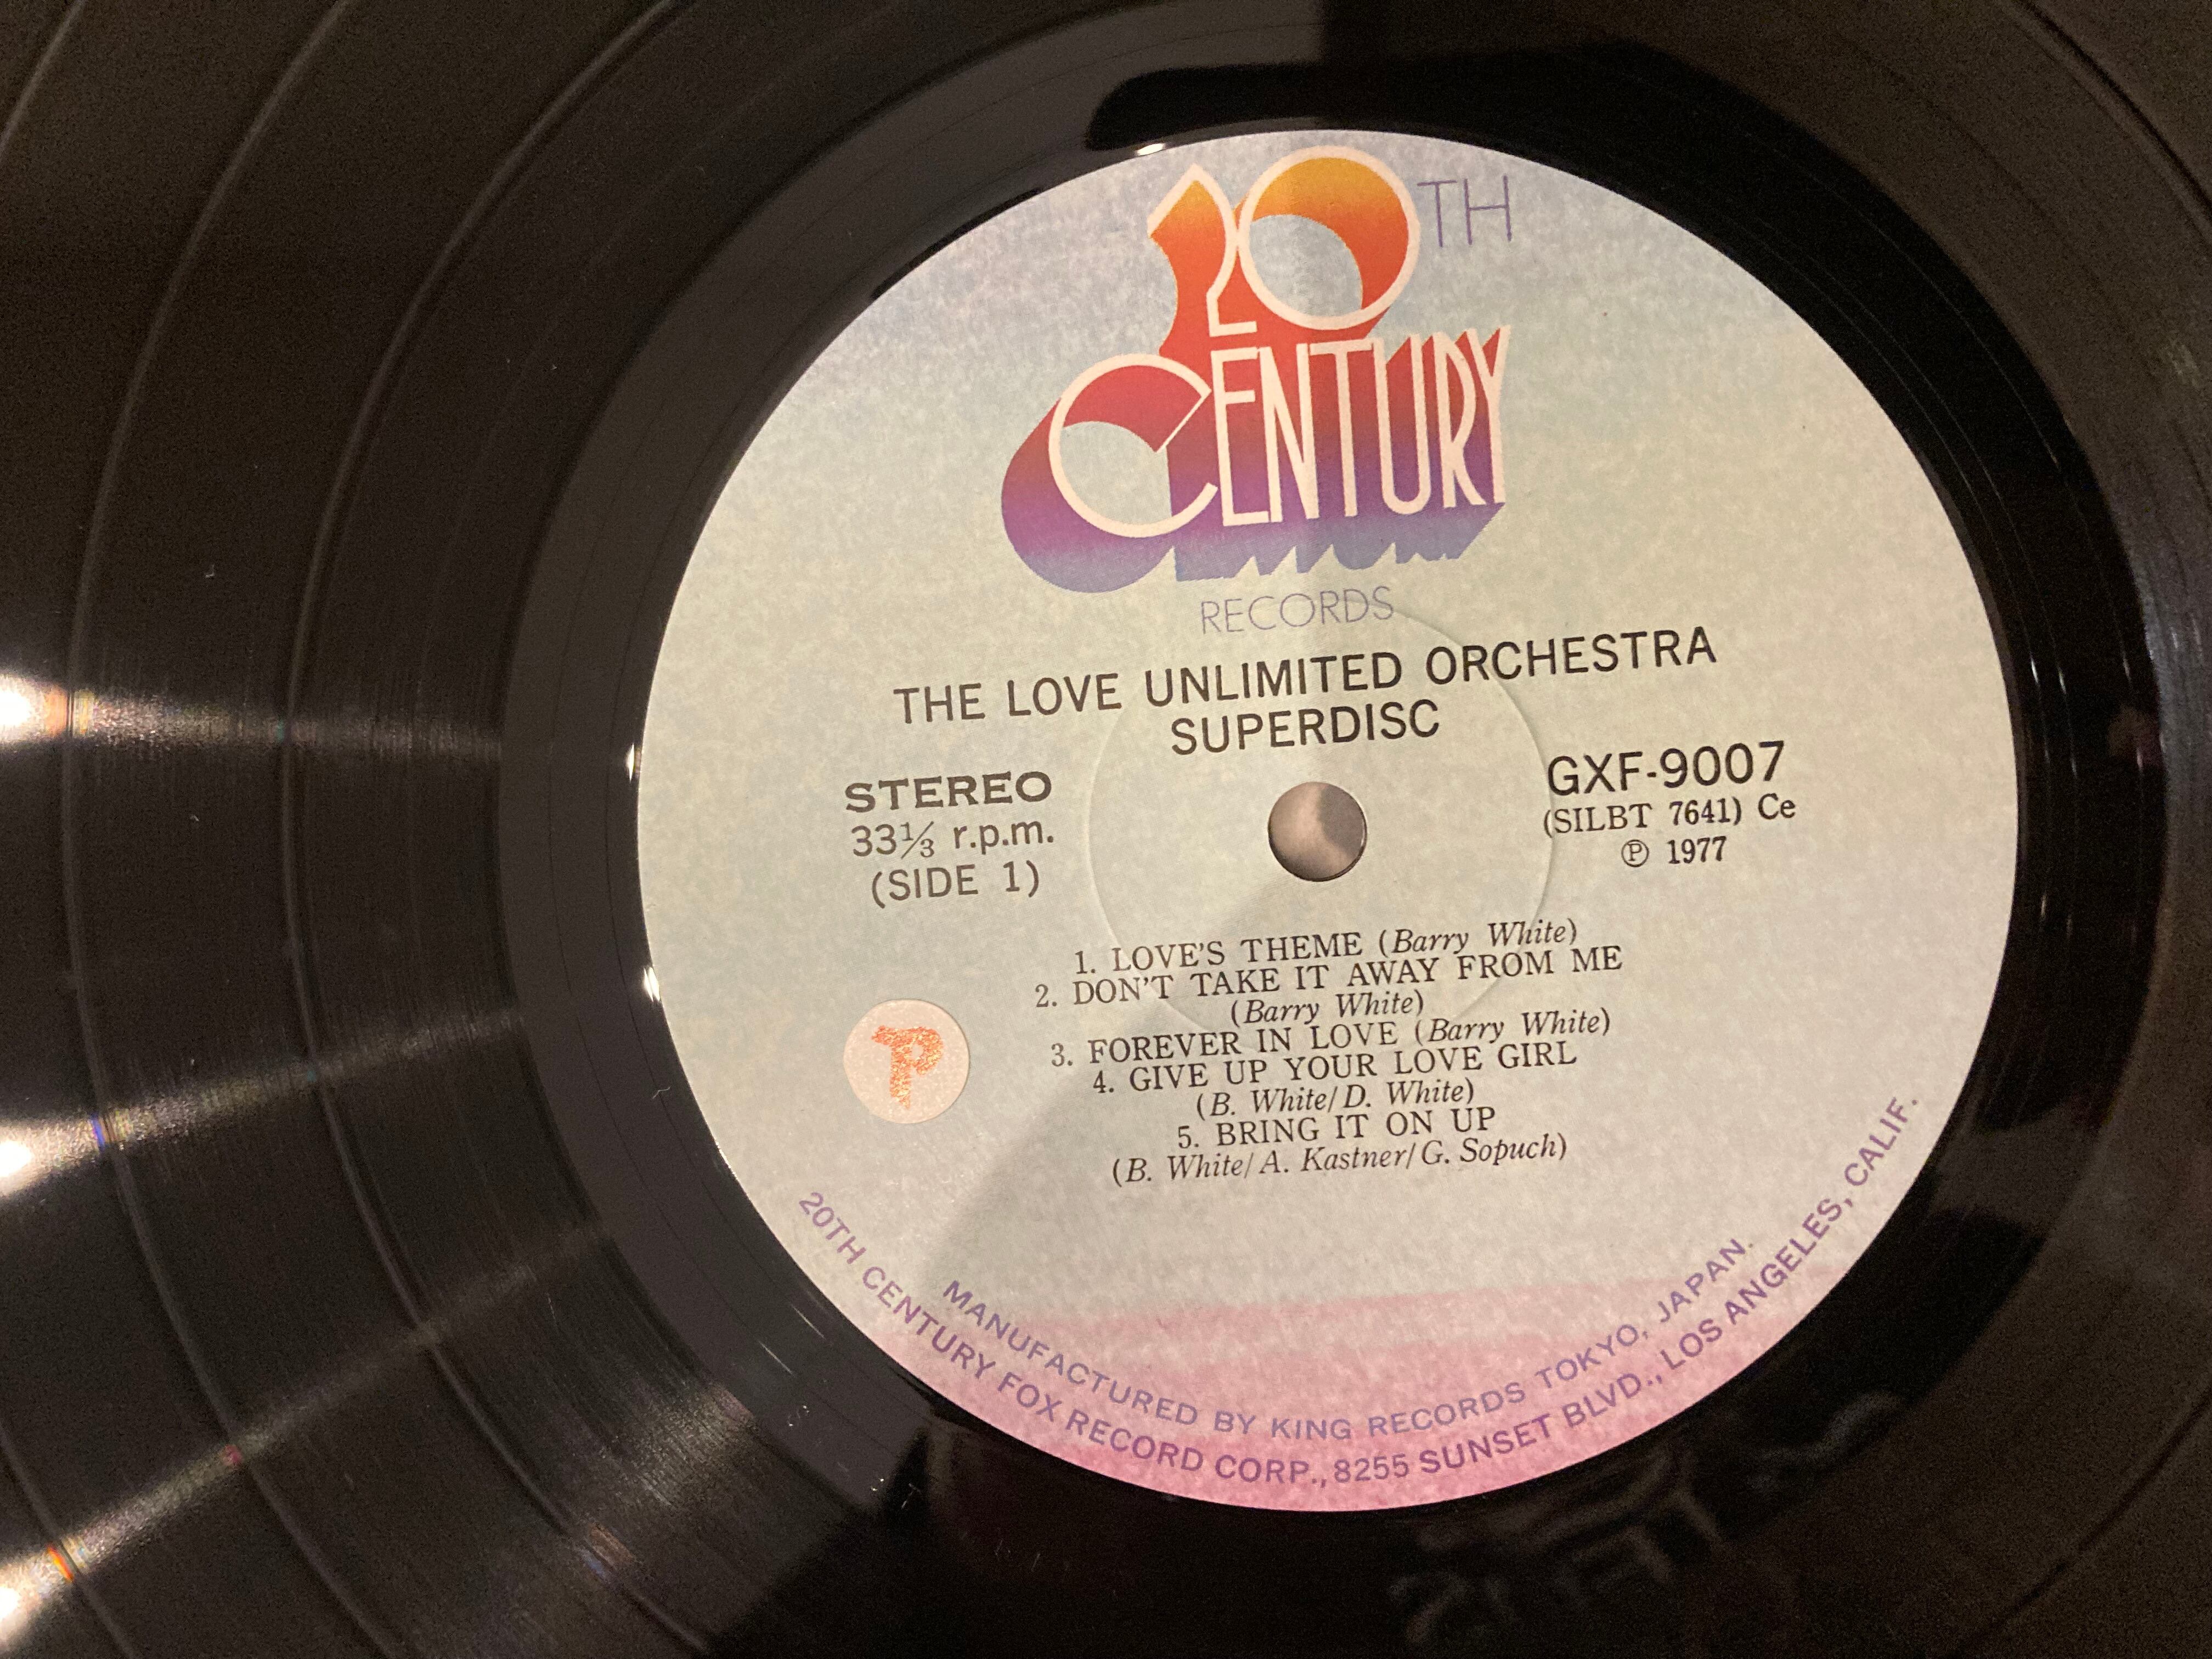 20TH
CENTURY
RECORDS
THE LOVE UNLIMITED ORCHESTRA
SUPERDISC
STEREO
33⅓ r.p.m.
(SIDE 1)
GXF-9007
(SILBT 7641) Ce
℗ 1977
1. LOVE'S THEME (Barry White)
2. DON'T TAKE IT AWAY FROM ME
(Barry White)
3. FOREVER IN LOVE (Barry White)
4. GIVE UP YOUR LOVE GIRL
(B. White/D. White)
5. BRING IT ON UP
(B. White/A. Kastner/G. Sopuch)
P
MANUFACTURED BY KING RECORDS TOKYO, JAPAN.
20TH CENTURY FOX RECORD CORP., 8255 SUNSET BLVD., LOS ANGELES, CALIF.